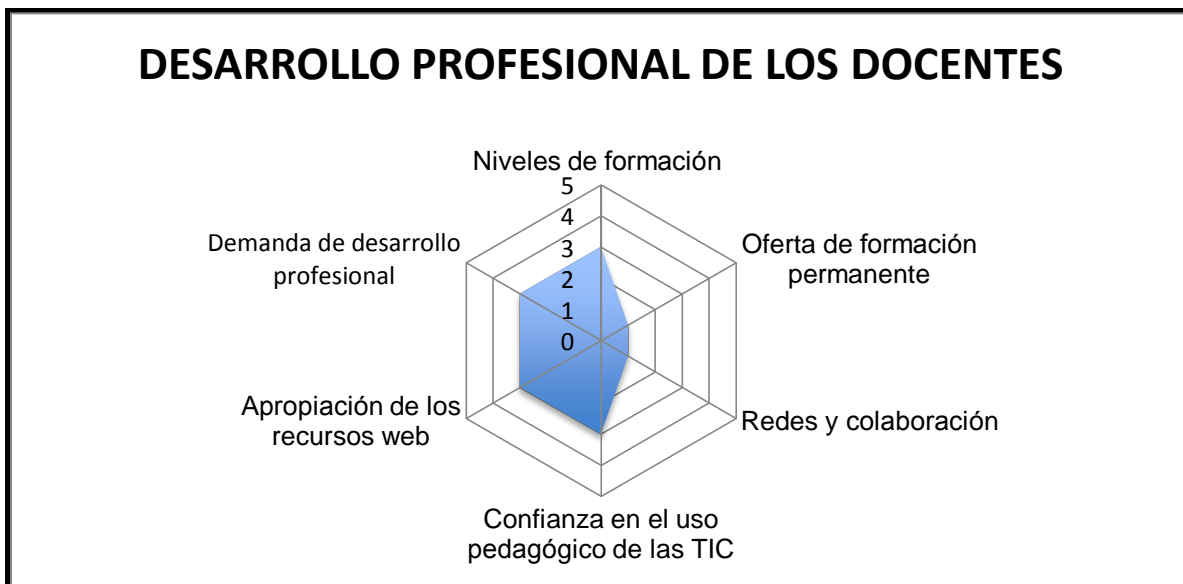 DESARROLLO PROFESIONAL DE LOS DOCENTES
Niveles de formación
5
4
3
2
1
0
Oferta de formación
permanente
Redes y colaboración
Confianza en el uso
pedagógico de las TIC
Apropiación de los
recursos web
Demanda de desarrollo
profesional